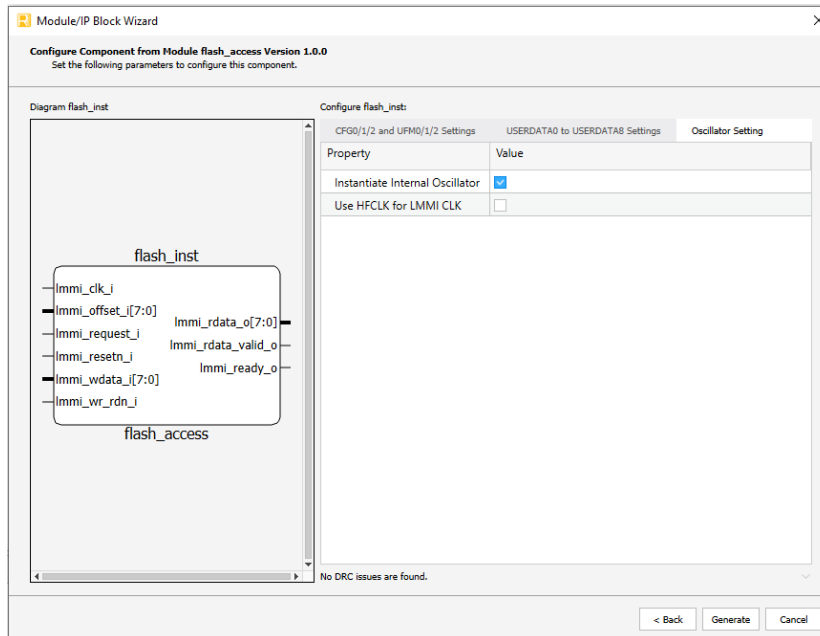 Module/IP Block Wizard
Configure Component from Module flash_access Version 1.0.0
Set the following parameters to configure this component.
Diagram flash_inst
Configure flash_inst:
CFG0/1/2 and UFM0/1/2 Settings
USERDATA0 to USERDATA8 Settings
Oscillator Setting
Property
Value
Instantiate Internal Oscillator
Use HFCLK for LMMI CLK
flash_inst
lmmi_clk_i
lmmi_offset_i[7:0]
lmmi_request_i
lmmi_resetn_i
lmmi_wdata_i[7:0]
lmmi_wr_rdn_i
lmmi_rdata_o[7:0]
lmmi_rdata_valid_o
lmmi_ready_o
flash_access
No DRC issues are found.
< Back
Generate
Cancel